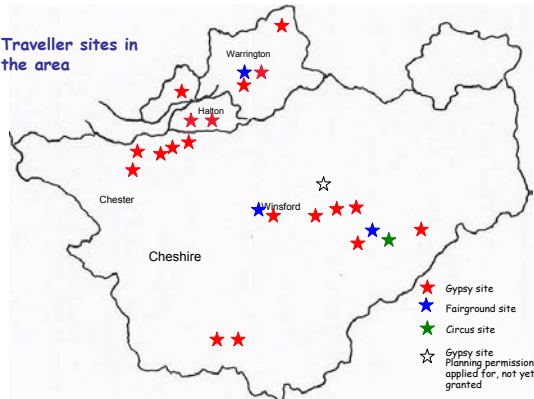 Traveller sites in
the area
Warrington
Halton
Chester
Winsford
Cheshire
Gypsy site
Fairground site
Circus site
Gypsy site
Planning permission
applied for, not yet
granted